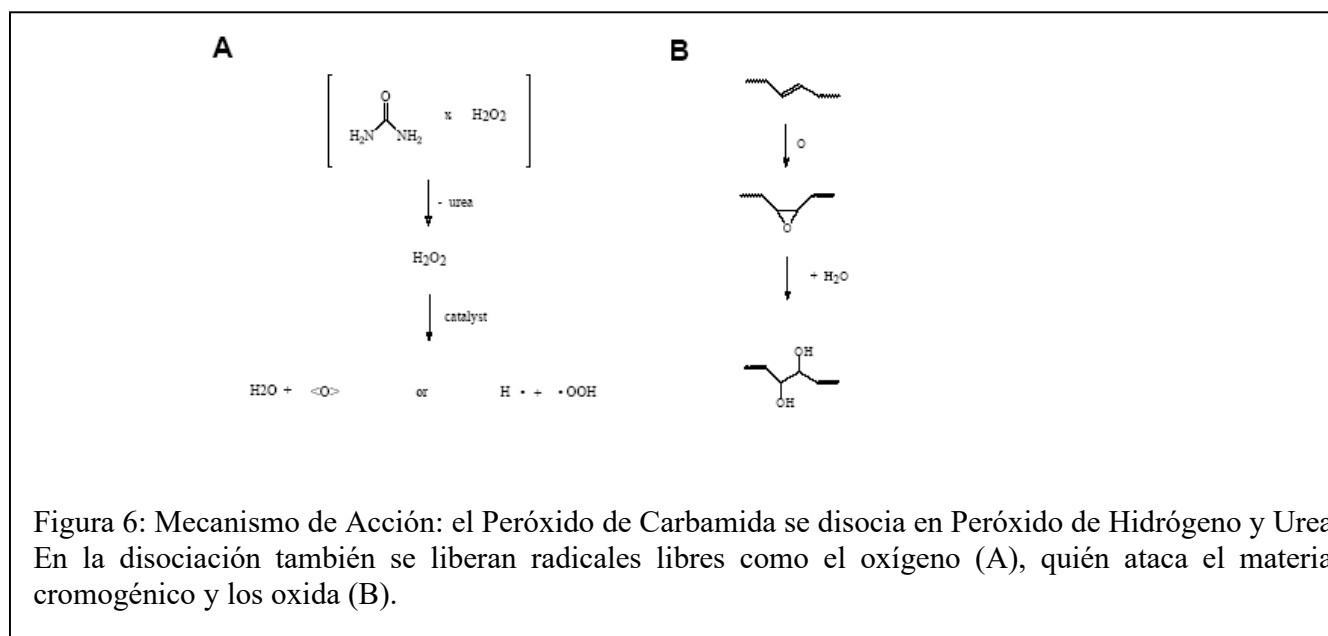 A
B
O
H₂N NH₂ x H₂O₂
- urea
H₂O₂
catalyst
H2O + <O> or H • + • OOH
O
O
+ H₂O
OH
OH
Figura 6: Mecanismo de Acción: el Peróxido de Carbamida se disocia en Peróxido de Hidrógeno y Urea
En la disociación también se liberan radicales libres como el oxígeno (A), quién ataca el materia
cromogénico y los oxida (B).